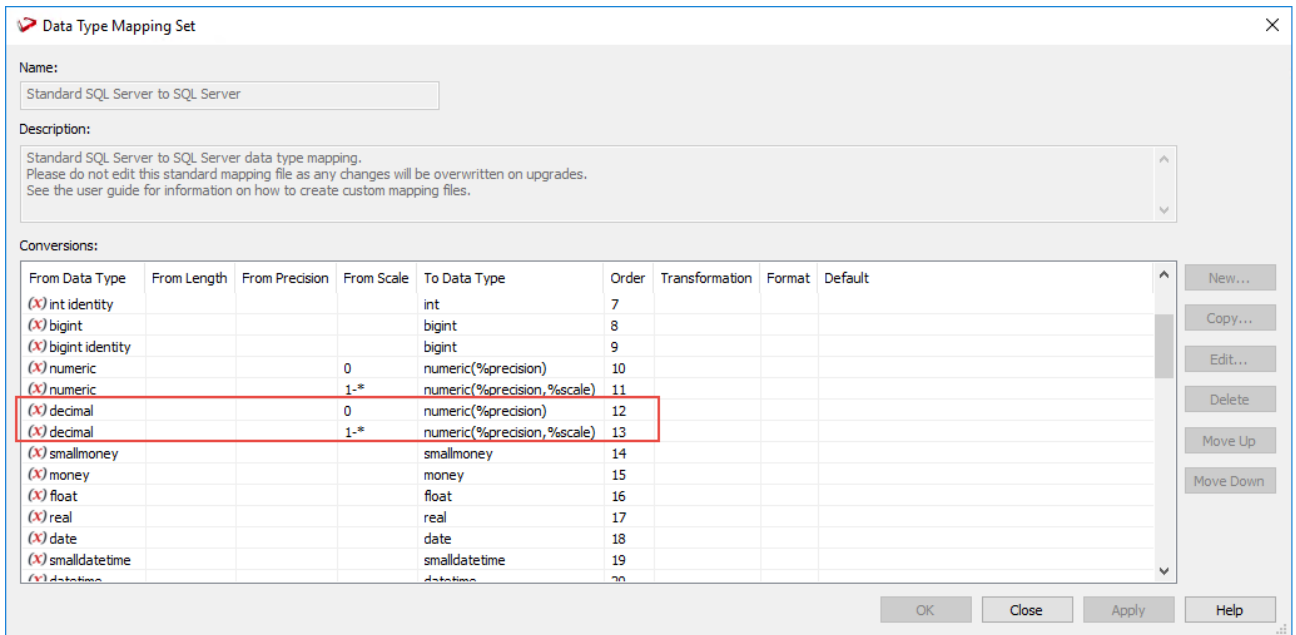 Data Type Mapping Set
Name:
Standard SQL Server to SQL Server
Description:
Standard SQL Server to SQL Server data type mapping.
Please do not edit this standard mapping file as any changes will be overwritten on upgrades.
See the user guide for information on how to create custom mapping files.
Conversions:
From Data Type From Length From Precision From Scale To Data Type Order Transformation Format Default
(x) int identity int 7
(x) bigint bigint 8
(x) bigint identity bigint 9
(x) numeric 0 numeric(%precision) 10
(x) numeric 1-* numeric(%precision,%scale) 11
(x) decimal 0 numeric(%precision) 12
(x) decimal 1-* numeric(%precision,%scale) 13
(x) smallmoney smallmoney 14
(x) money money 15
(x) float float 16
(x) real real 17
(x) date date 18
(x) smalldatetime smalldatetime 19
(x) datetime datetime 20
New...
Copy...
Edit...
Delete
Move Up
Move Down
OK Close Apply Help